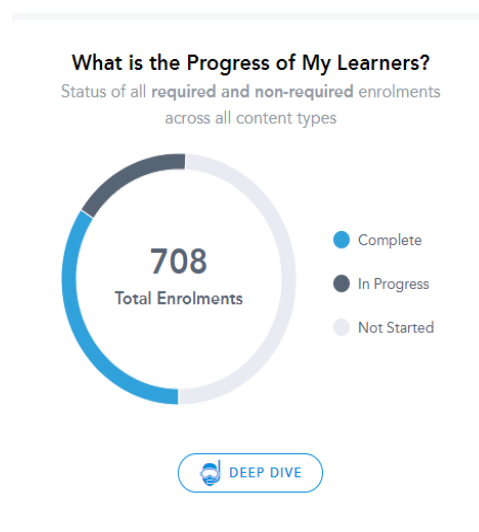 What is the Progress of My Learners?
Status of all required and non-required enrolments
across all content types
708
Total Enrolments
Complete
In Progress
Not Started
DEEP DIVE